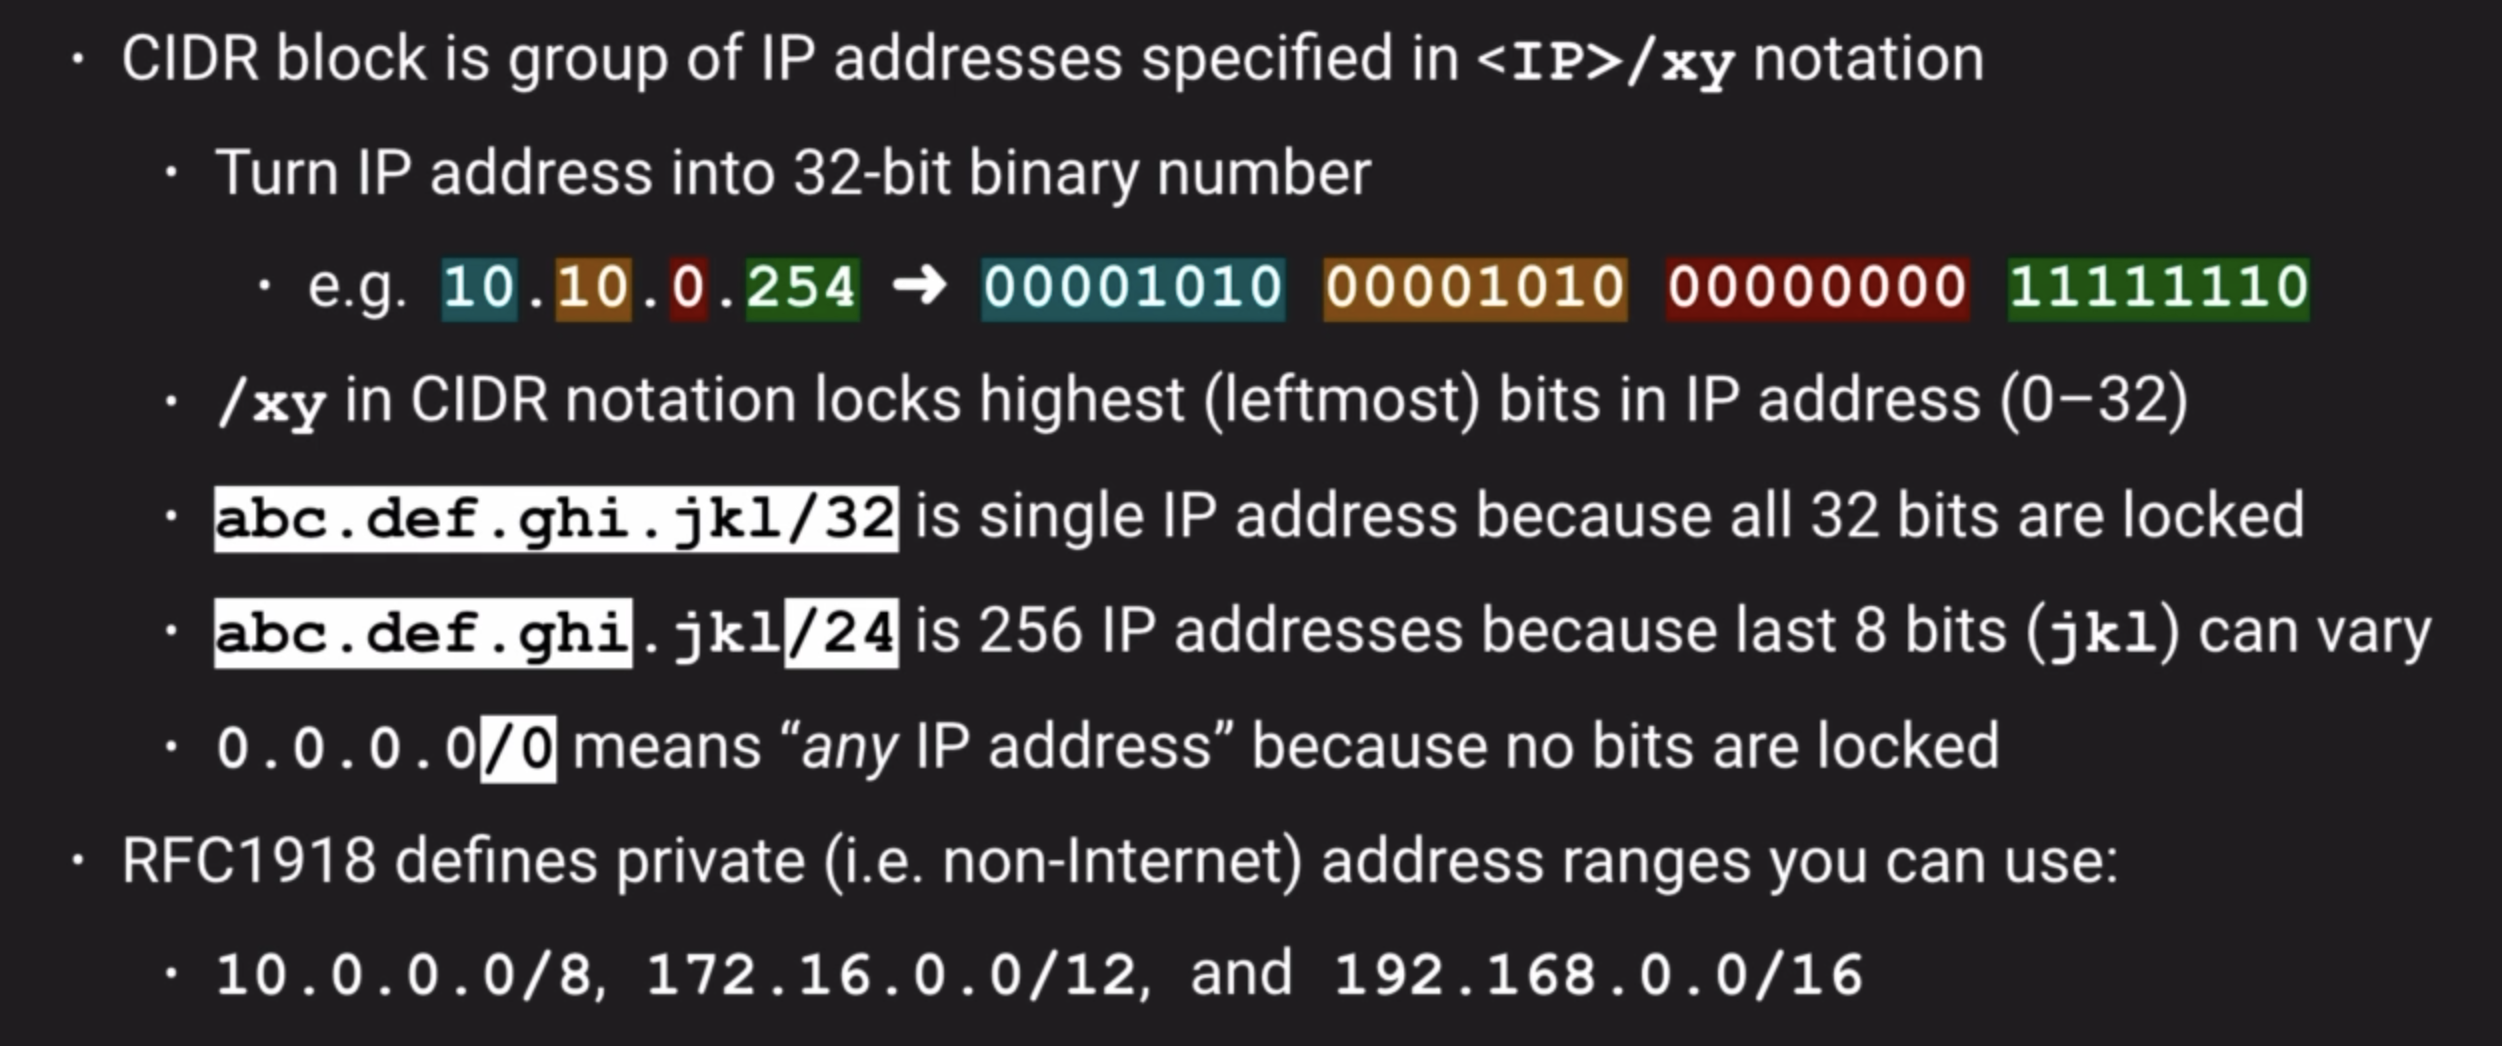 • CIDR block is group of IP addresses specified in <IP>/xy notation
• Turn IP address into 32-bit binary number
• e.g. 10.10.0.254 → 00001010 00001010 00000000 11111110
• /xy in CIDR notation locks highest (leftmost) bits in IP address (0–32)
• abc.def.ghi.jkl/32 is single IP address because all 32 bits are locked
• abc.def.ghi.jkl/24 is 256 IP addresses because last 8 bits (jkl) can vary
• 0.0.0.0/0 means “any IP address” because no bits are locked
• RFC1918 defines private (i.e. non-Internet) address ranges you can use:
• 10.0.0.0/8, 172.16.0.0/12, and 192.168.0.0/16